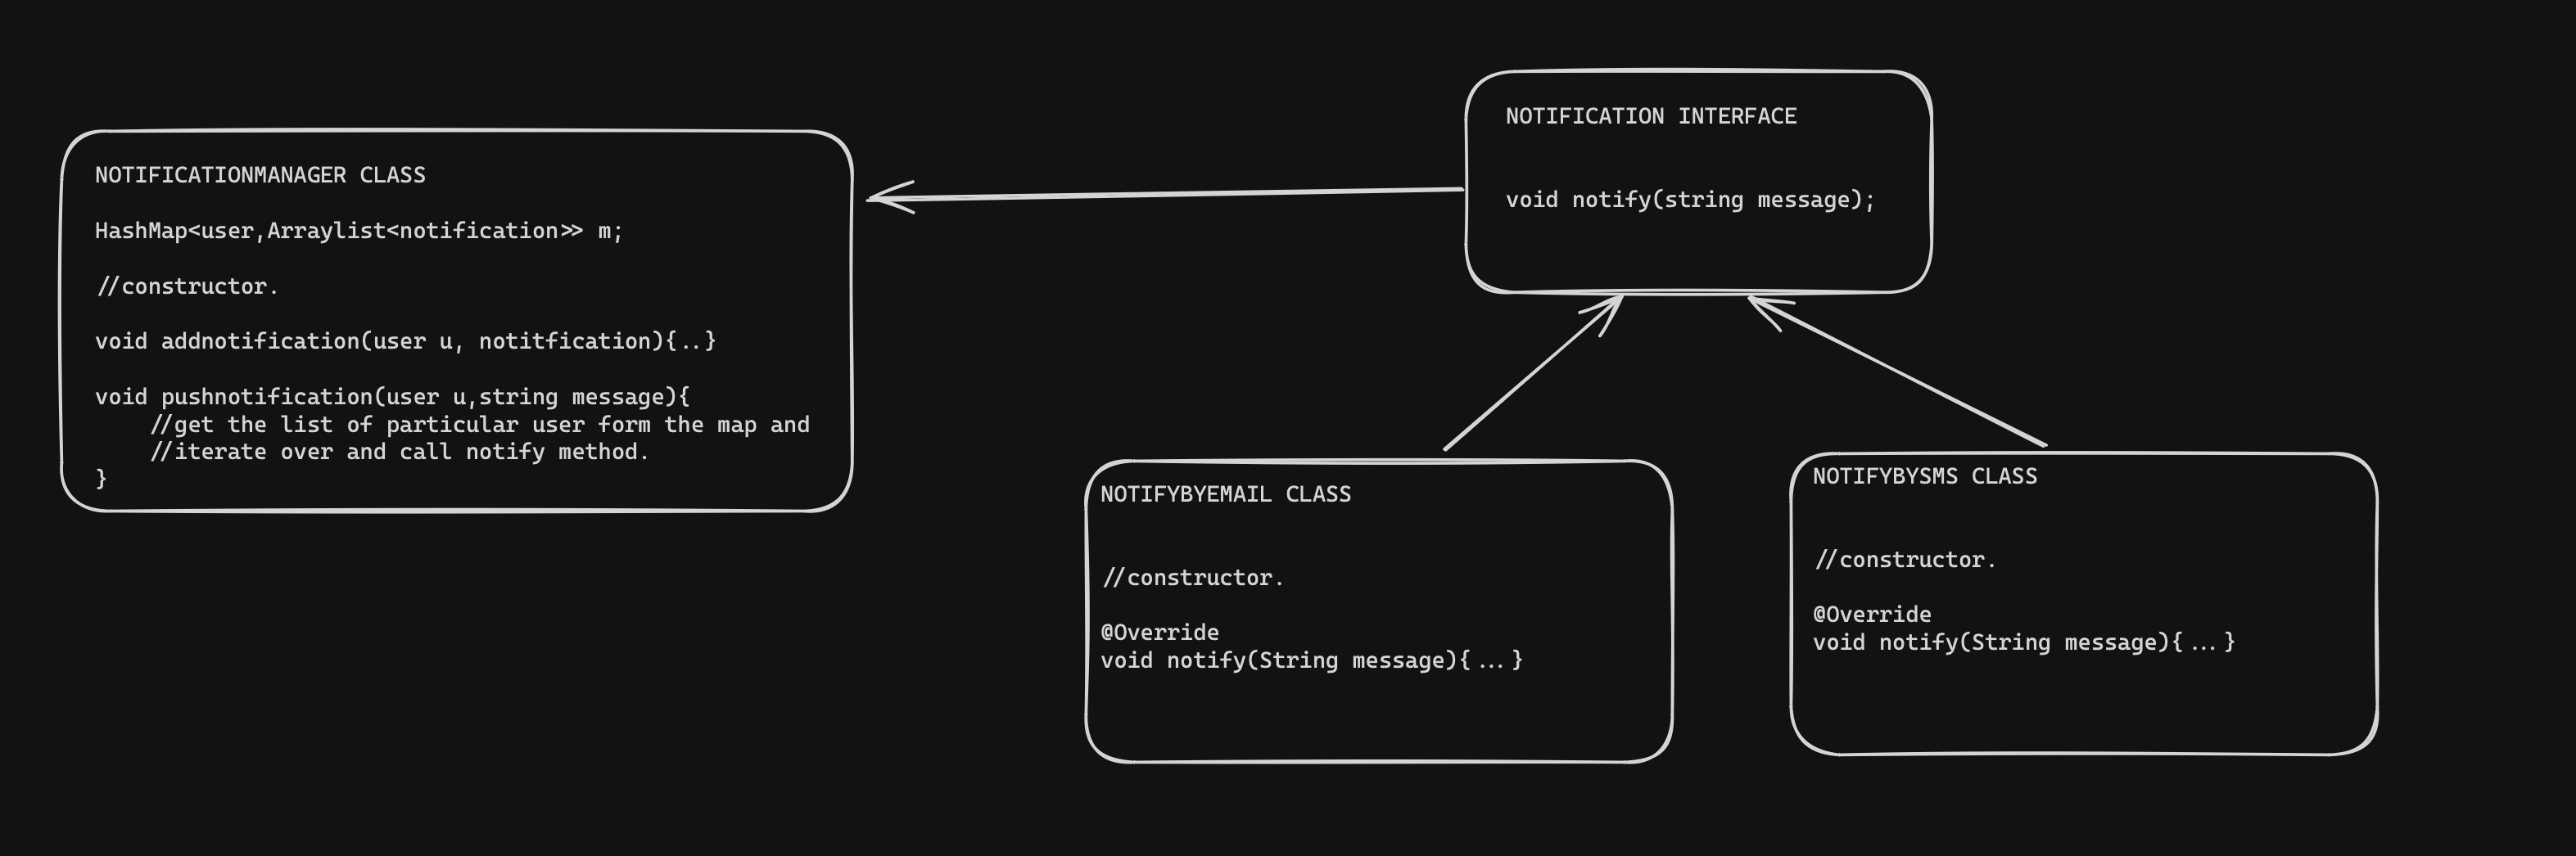 NOTIFICATIONMANAGER CLASS
HashMap<user,Arraylist<notification>> m;
//constructor.
void addnotification(user u, notitfication){..}
void pushnotification(user u,string message){
//get the list of particular user form the map and
//iterate over and call notify method.
}
NOTIFICATION INTERFACE
void notify(string message);
NOTIFYBYEMAIL CLASS
//constructor.
@Override
void notify(String message){...}
NOTIFYBYSMS CLASS
//constructor.
@Override
void notify(String message){...}